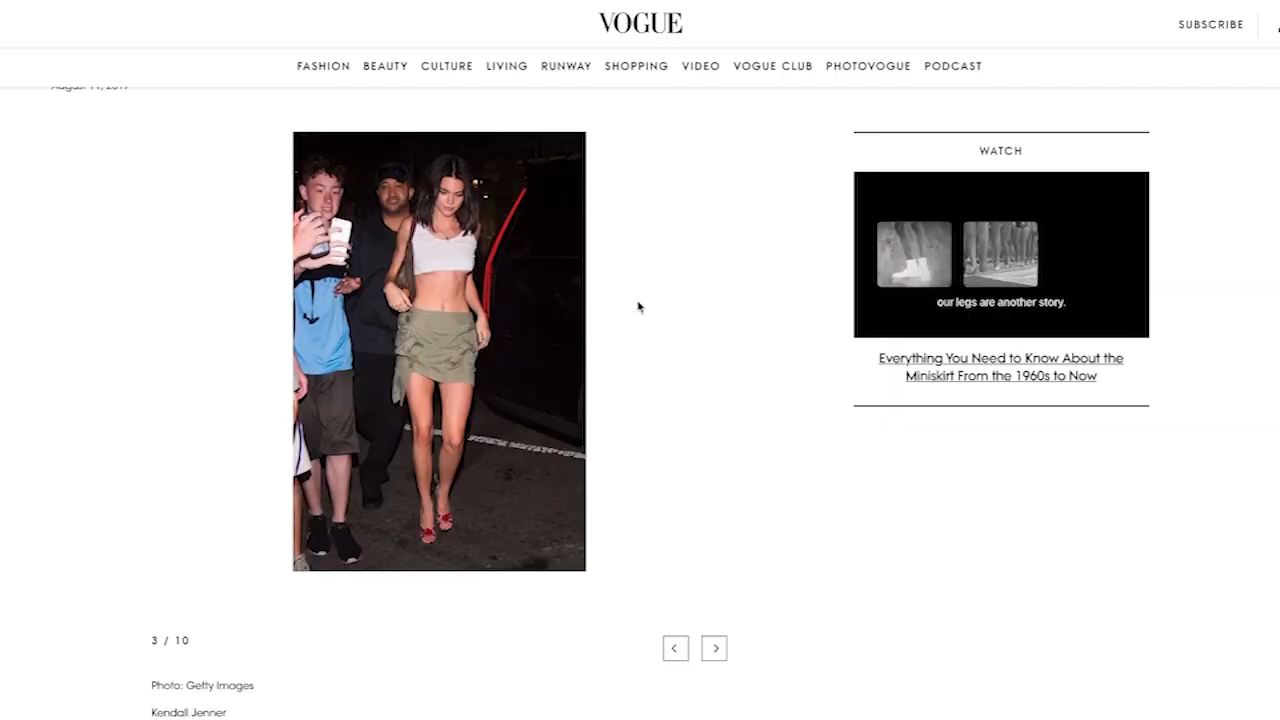 VOGUE
SUBSCRIBE
FASHION BEAUTY CULTURE LIVING RUNWAY SHOPPING VIDEO VOGUE CLUB PHOTOVOGUE PODCAST
WATCH
our legs are another story.
Everything You Need to Know About the
Miniskirt From the 1960s to Now
3 / 10
Photo: Getty Images
Kendall Jenner